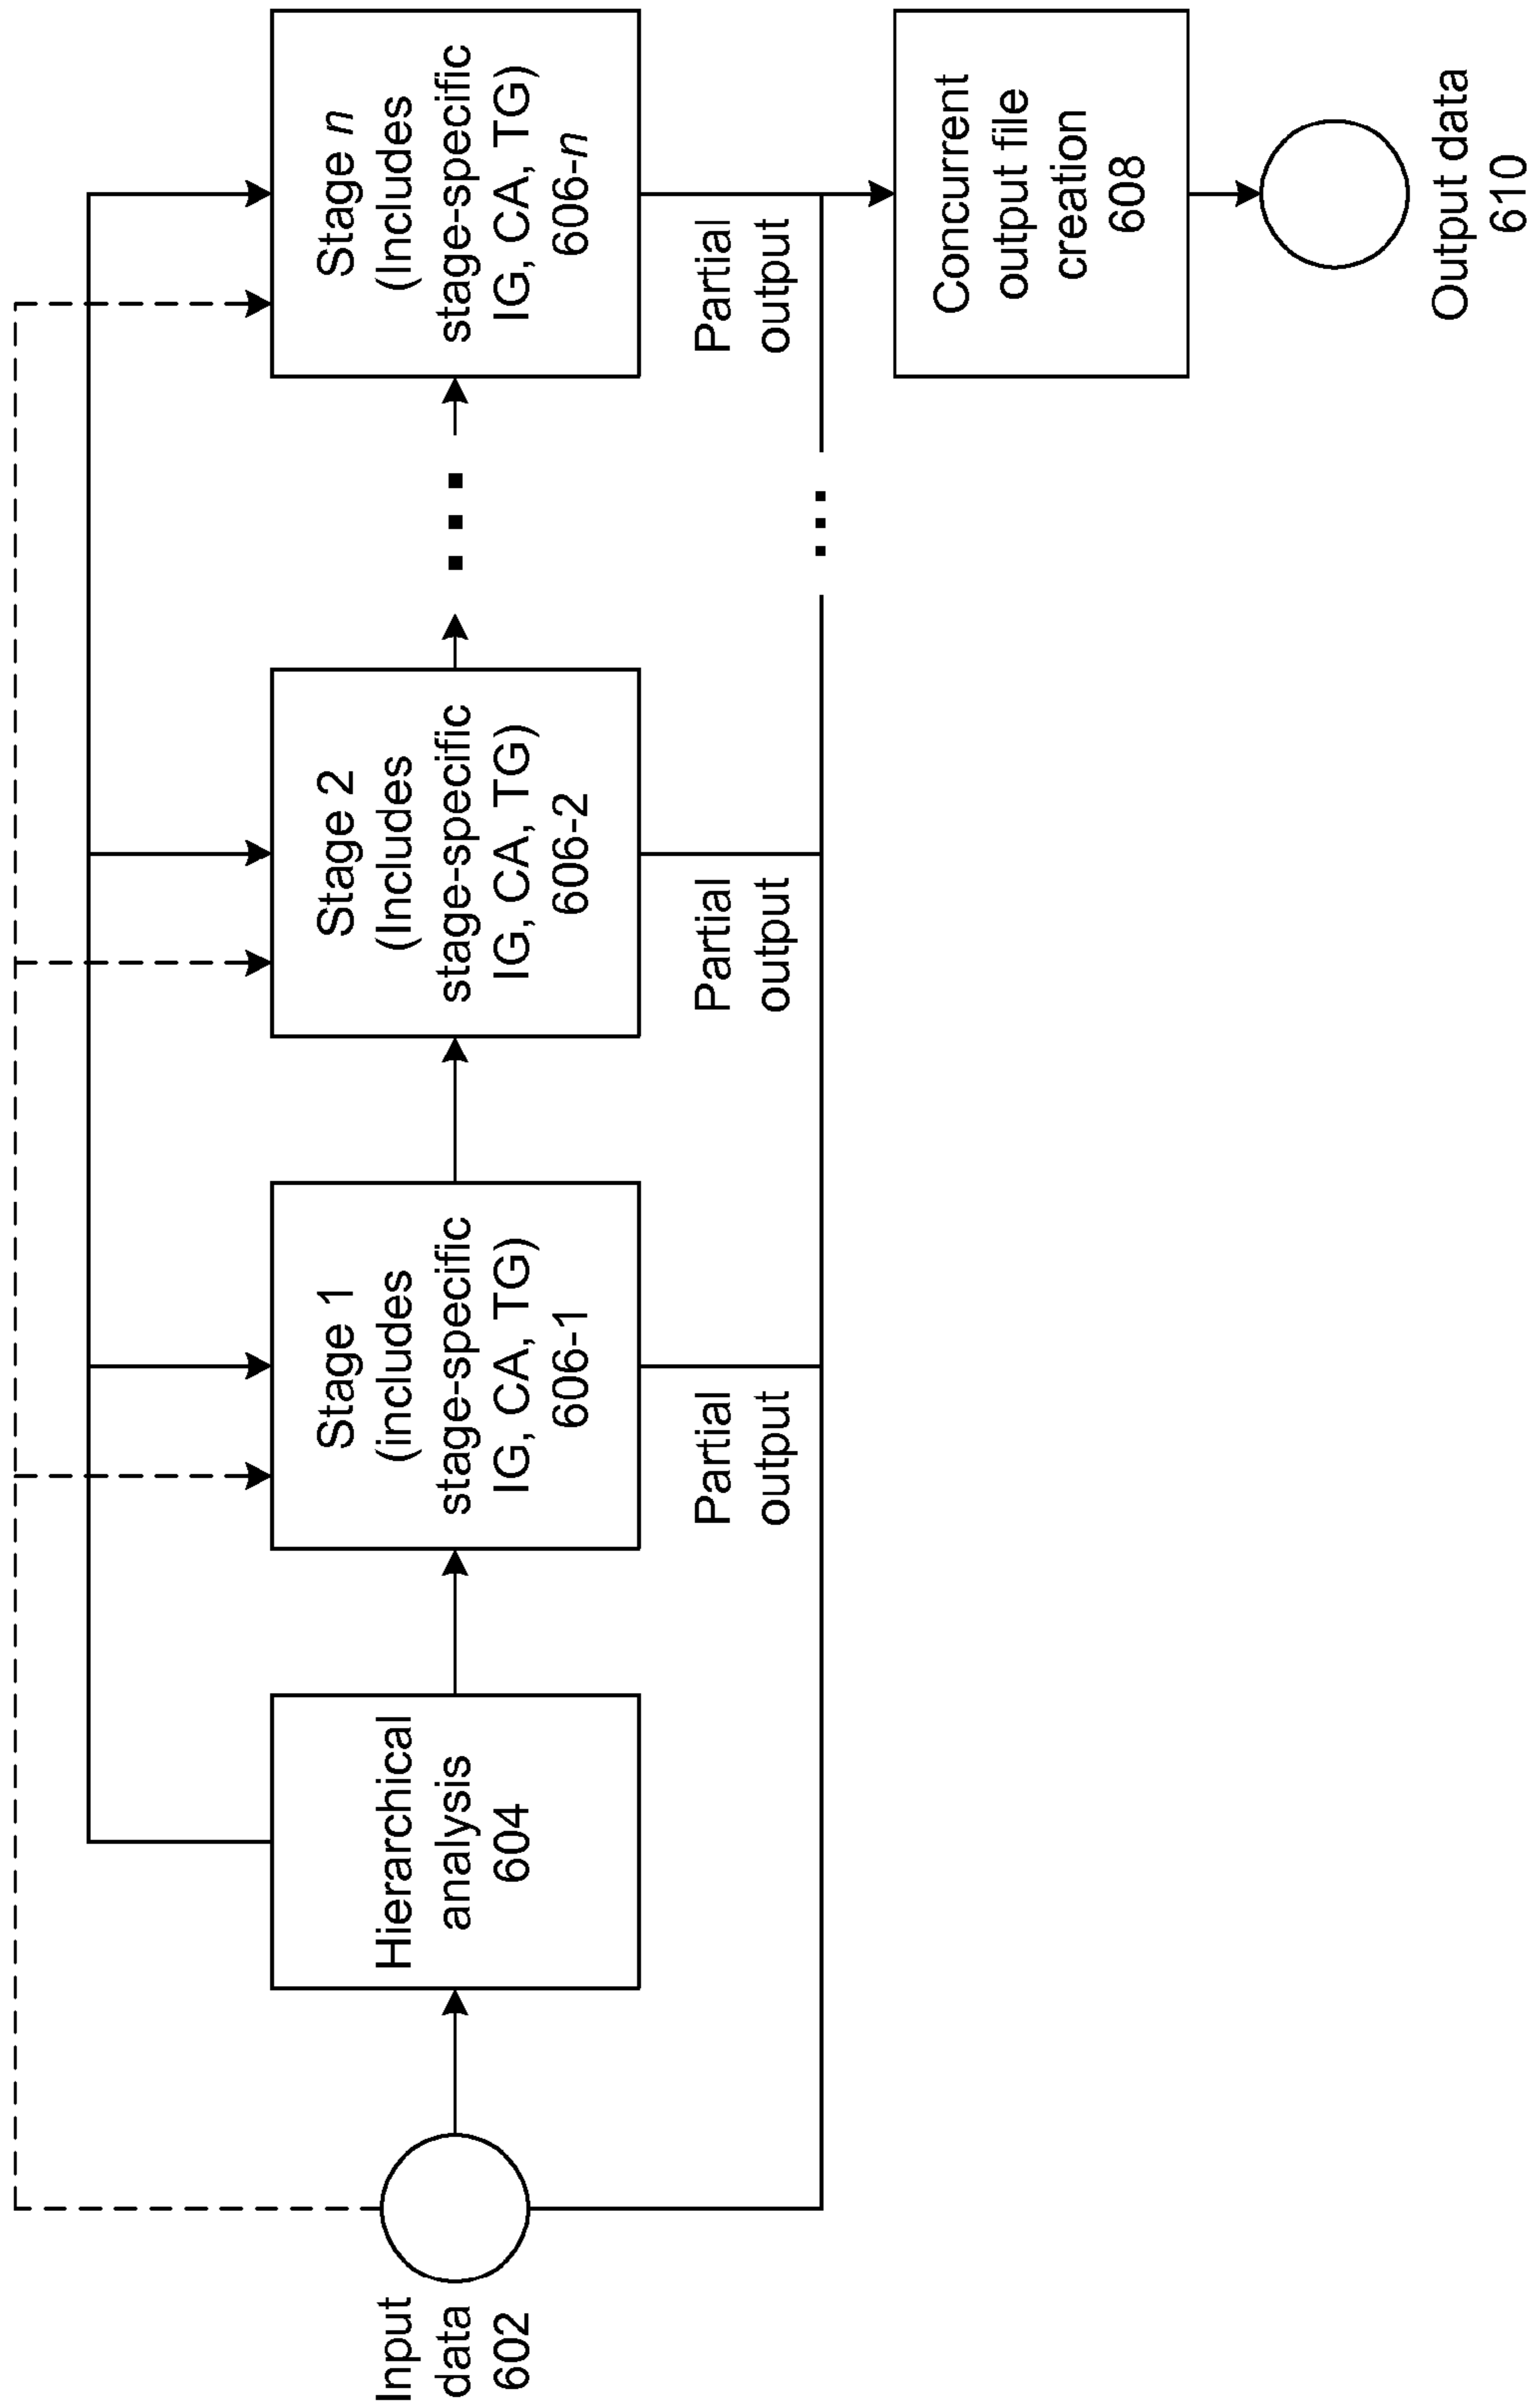 Input
data
602
Hierarchical
analysis
604
Stage 1
(includes
stage-specific
IG, CA, TG)
606-1
Partial
output
Stage 2
(Includes
stage-specific
IG, CA, TG)
606-2
Partial
output
Stage n
(Includes
stage-specific
IG, CA, TG)
606-n
Partial
output
Concurrent
output file
creation
608
Output data
610